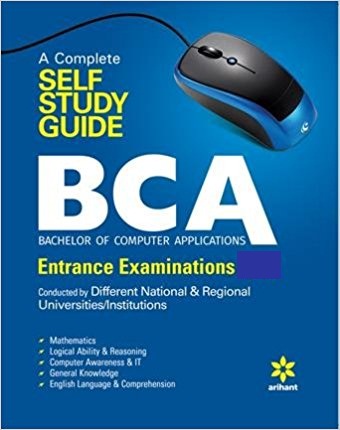 A Complete
SELF
STUDY
GUIDE
BCA
BACHELOR OF COMPUTER APPLICATIONS
Entrance Examinations
Conducted by Different National & Regional
Universities/Institutions
Mathematics
Logical Ability & Reasoning
Computer Awareness & IT
General Knowledge
English Language & Comprehension
arihant